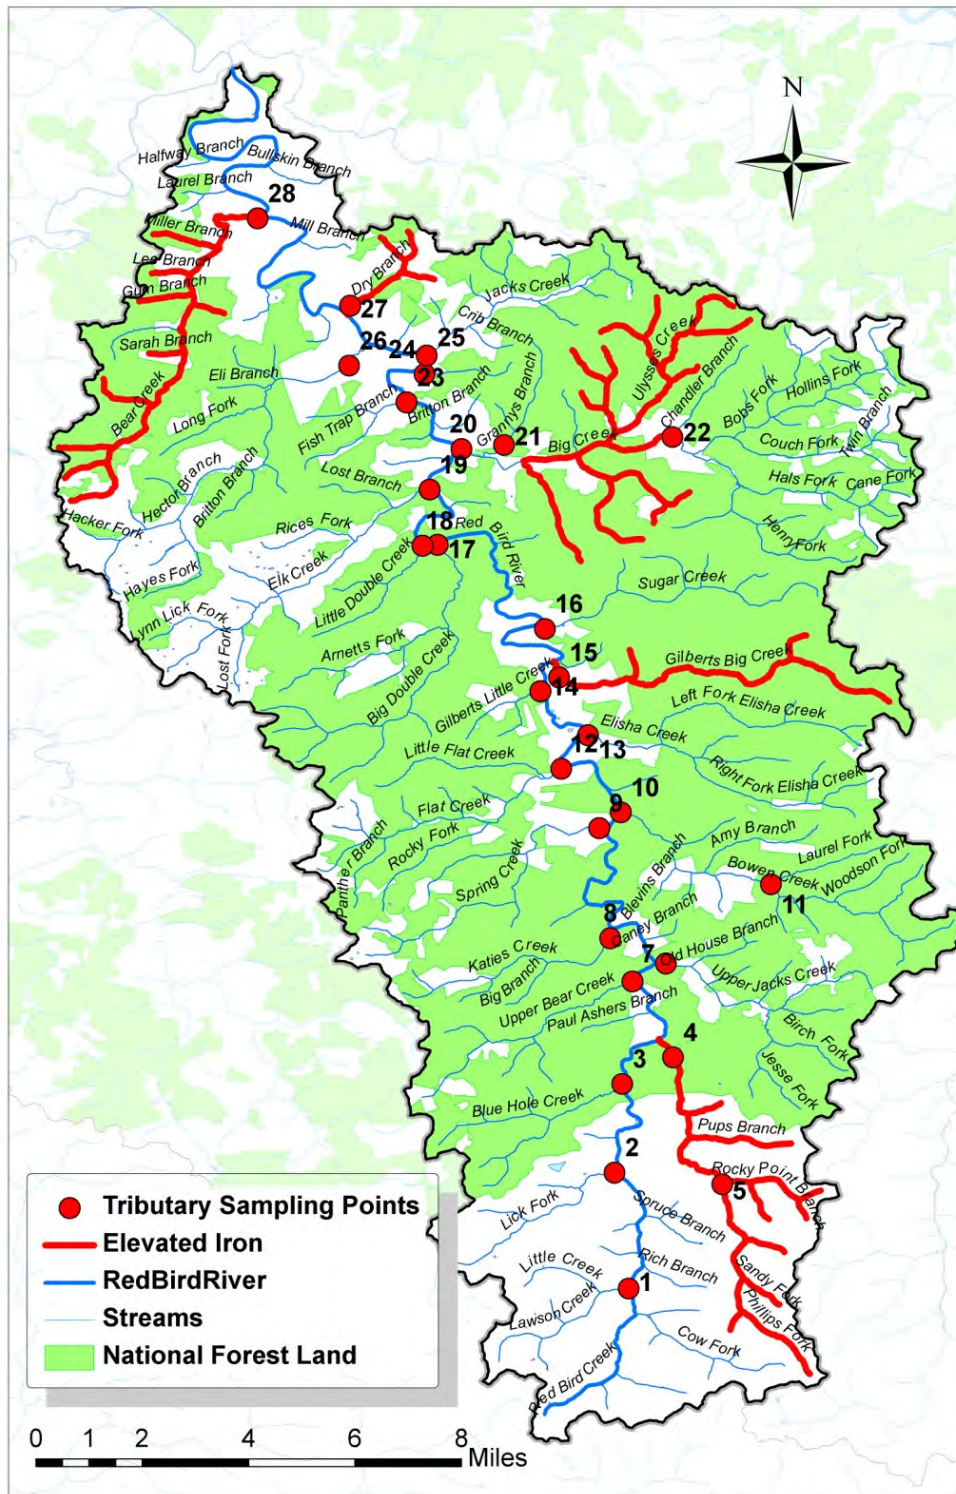 N
Halfway Branch
Bullskin Branch
Laurel Branch
28
Miller Branch
Mill Branch
Lee Branch
Dry Branch
Gum Branch
Jacks Creek
27
Crib Branch
Sarah Branch
26
24
25
Ulysses Creek
Chandler Branch
Eli Branch
23
Britton Branch
Bobs Fork
Hollins Fork
Bear Creek
Long Fork
Fish Trap Branch
Grannys Branch
Twin Branch
20
21
Big Creek
22
Couch Fork
Hector Branch
Britton Branch
Lost Branch
19
Hals Fork
Cane Fork
Hacker Fork
Rices Fork
18
Red
Bird River
Henry Fork
17
Hayes Fork
Elk Creek
Little Double Creek
Sugar Creek
Lynn Lick Fork
16
Lost Fork
Arnetts Fork
Big Double Creek
15
Gilberts Big Creek
Gilberts Little Creek
14
Left Fork Elisha Creek
Elisha Creek
Little Flat Creek
12
13
Right Fork Elisha Creek
Flat Creek
10
9
Rocky Fork
Amy Branch
Laurel Fork
Panther Branch
Spring Creek
Blevins Branch
Bowen Creek
Woodson Fork
11
8
Caney Branch
Old House Branch
Katies Creek
7
Big Branch
Upper Bear Creek
Upper Jacks Creek
Paul Ashers Branch
Birch Fork
4
3
Jesse Fork
Blue Hole Creek
Pups Branch
2
Rocky Point Branch
5
Lick Fork
Spruce Branch
Little Creek
Rich Branch
Sandy Fork
1
Lawson Creek
Phillips Fork
Cow Fork
Red Bird Creek
Tributary Sampling Points
Elevated Iron
RedBirdRiver
Streams
National Forest Land
0 1 2 4 6 8
Miles